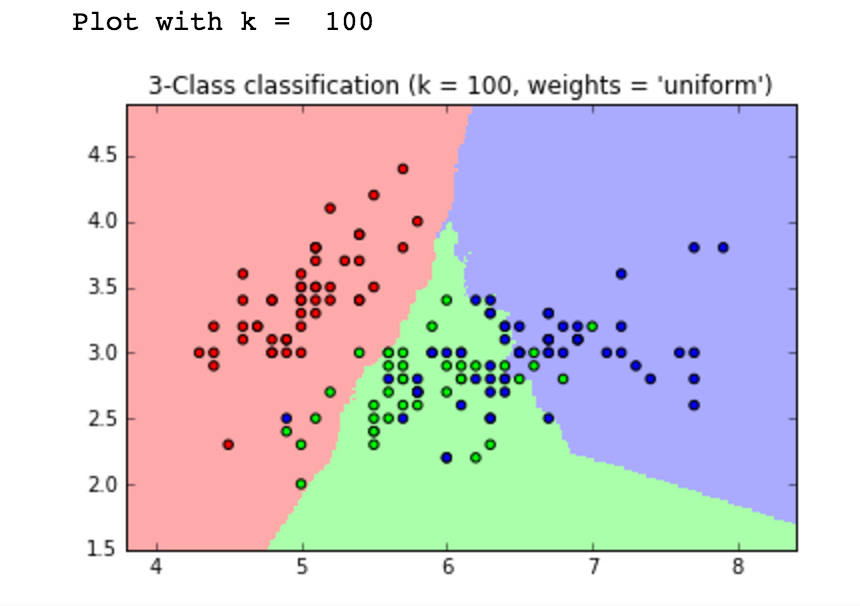 Plot with k =  100
3-Class classification (k = 100, weights = 'uniform')
4.5
4.0
3.5
3.0
2.5
2.0
1.5
4 5 6 7 8